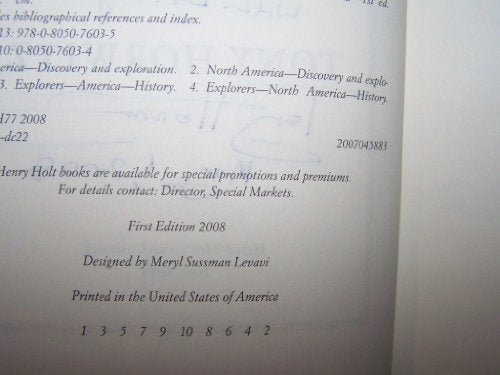 1st ed.
es bibliographical references and index.
13: 978-0-8050-7603-5
10: 0-8050-7603-4
erica—Discovery and exploration. 2. North America—Discovery and explo-
3. Explorers—America—History. 4. Explorers—North America—History.
H77 2008
-dc22
2007045883
Henry Holt books are available for special promotions and premiums.
For details contact: Director, Special Markets.
First Edition 2008
Designed by Meryl Sussman Levavi
Printed in the United States of America
1 3 5 7 9 10 8 6 4 2